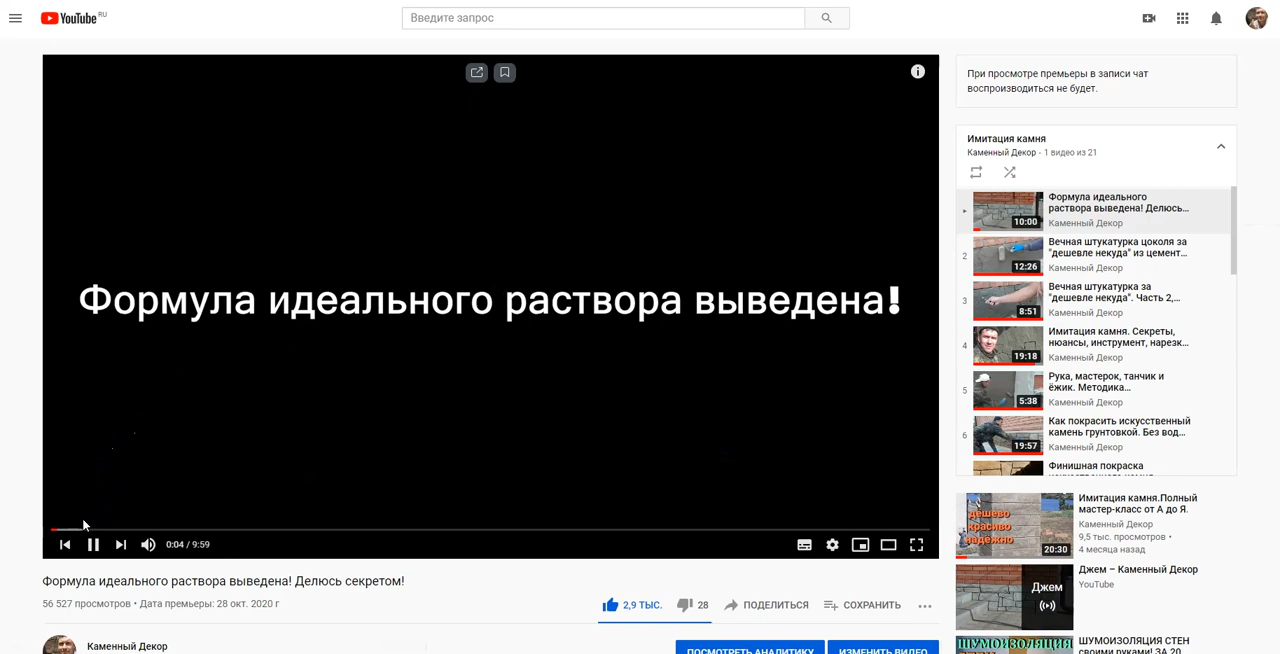 YouTube RU
Введите запрос
Формула идеального раствора выведена!
0:04 / 9:59
Формула идеального раствора выведена! Делюсь секретом!
56 527 просмотров • Дата премьеры: 28 окт. 2020 г
2,9 ТЫС.
28
ПОДЕЛИТЬСЯ
СОХРАНИТЬ
Каменный Декор
ПОСМОТРЕТЬ АНАЛИТИКУ
ИЗМЕНИТЬ ВИДЕО
При просмотре премьеры в записи чат
воспроизводиться не будет.
Имитация камня
Каменный Декор - 1 видео из 21
10:00
Формула идеального
раствора выведена! Делюсь...
Каменный Декор
2
12:26
Вечная штукатурка цоколя за
"дешевле некуда" из цемент...
Каменный Декор
3
8:51
Вечная штукатурка за
"дешевле некуда". Часть 2,...
Каменный Декор
4
19:18
Имитация камня. Секреты,
нюансы, инструмент, нарезк...
Каменный Декор
5
5:38
Рука, мастерок, танчик и
ёжик. Методика...
Каменный Декор
6
19:57
Как покрасить искусственный
камень грунтовкой. Без вод...
Каменный Декор
Финишная покраска
дешево
красиво
надежно
20:30
Имитация камня.Полный
мастер-класс от А до Я.
Каменный Декор
9,5 тыс. просмотров •
4 месяца назад
Джем
Джем – Каменный Декор
YouTube
ШУМОИЗОЛЯЦИЯ
ШУМОИЗОЛЯЦИЯ СТЕН
своими руками! ЗА 20